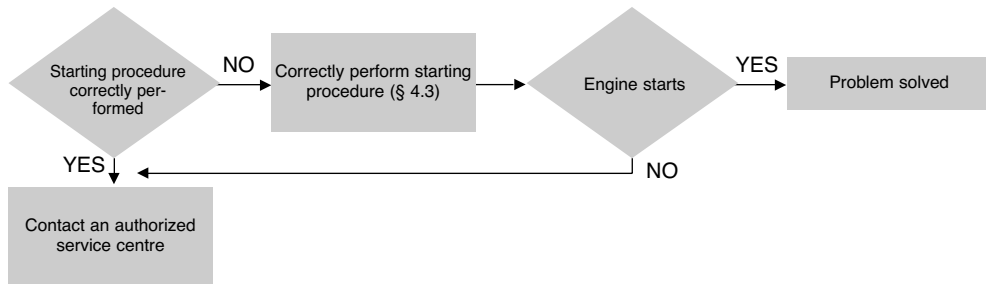 Starting procedure
correctly per-
formed
NO
Correctly perform starting
procedure (§ 4.3)
Engine starts
YES
Problem solved
YES
NO
Contact an authorized
service centre